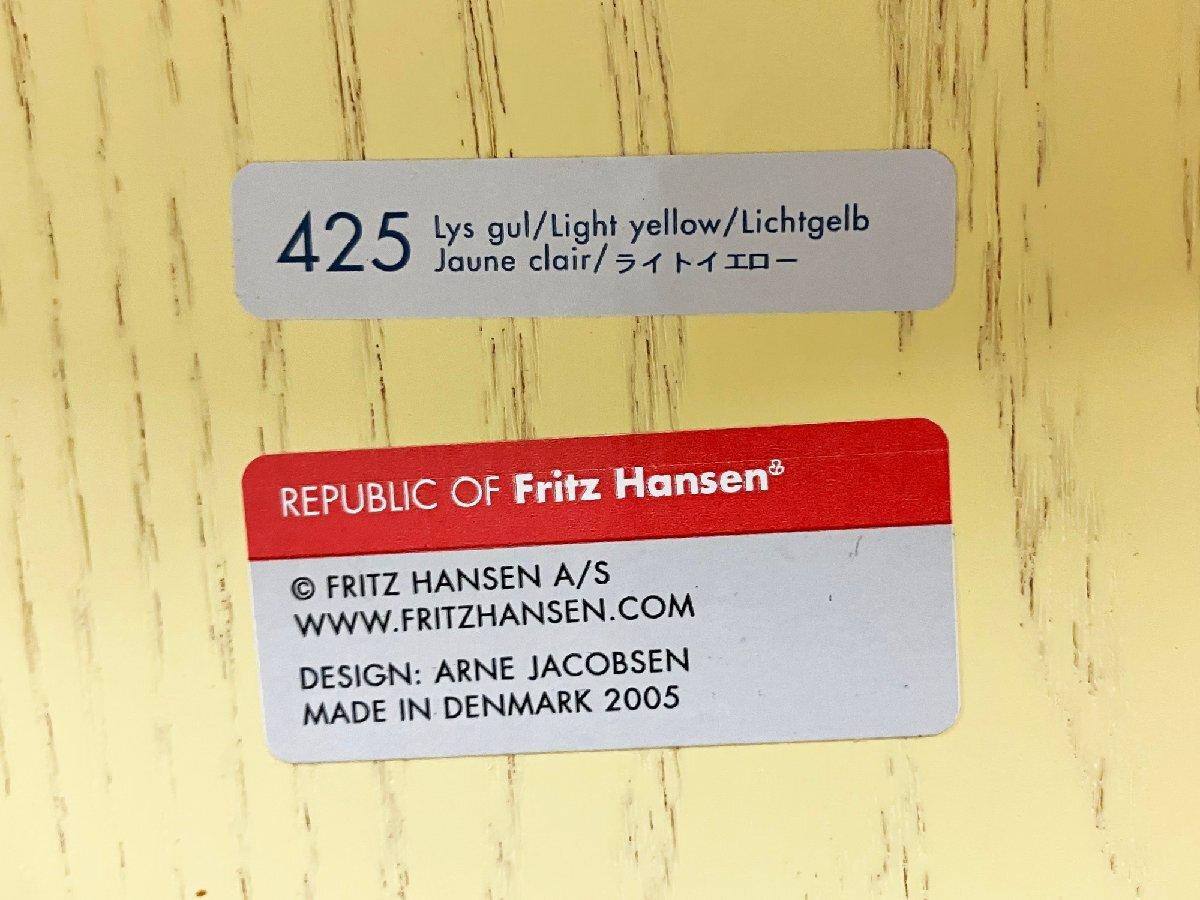 425 Lys gul/Light yellow/Lichtgelb
Jaune clair/ライトイエロー
REPUBLIC OF Fritz Hansen
© FRITZ HANSEN A/S
WWW.FRITZHANSEN.COM
DESIGN: ARNE JACOBSEN
MADE IN DENMARK 2005